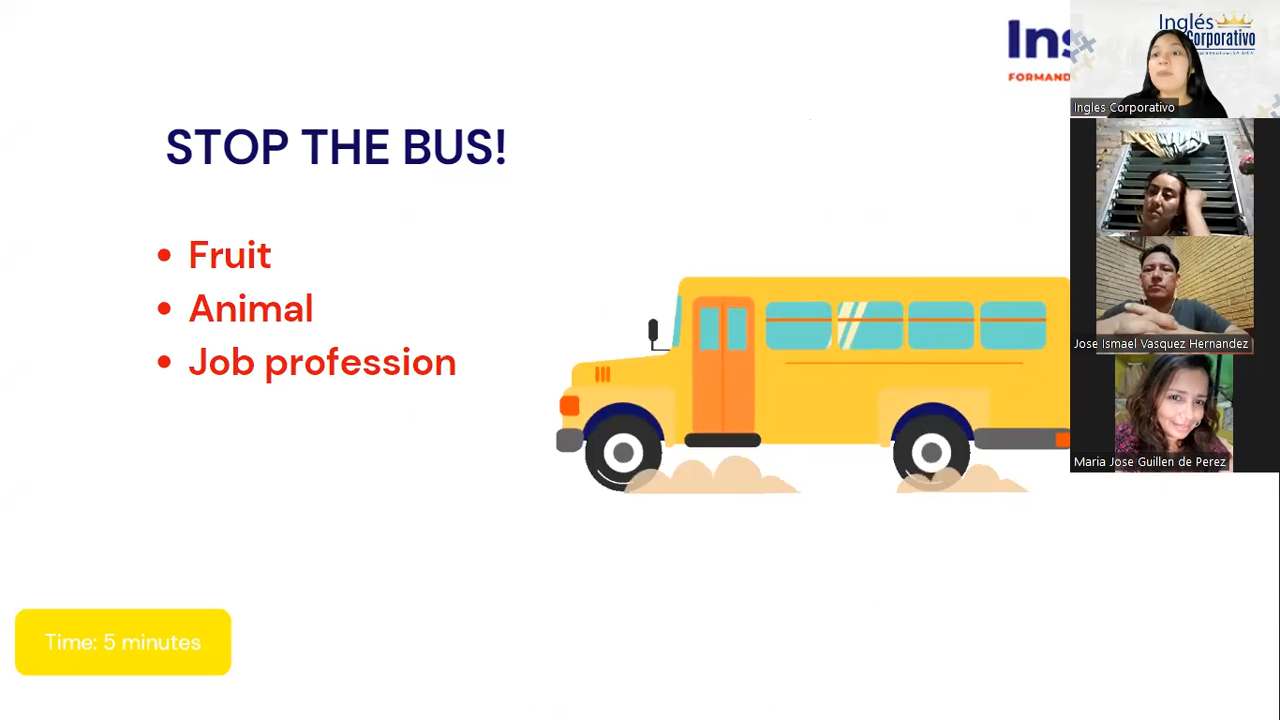 STOP THE BUS!
• Fruit
• Animal
• Job profession
Time: 5 minutes
Ins
FORMAND
Inglés
Corporativo
Ingles Corporativo
Jose Ismael Vasquez Hernandez
Maria Jose Guillen de Perez